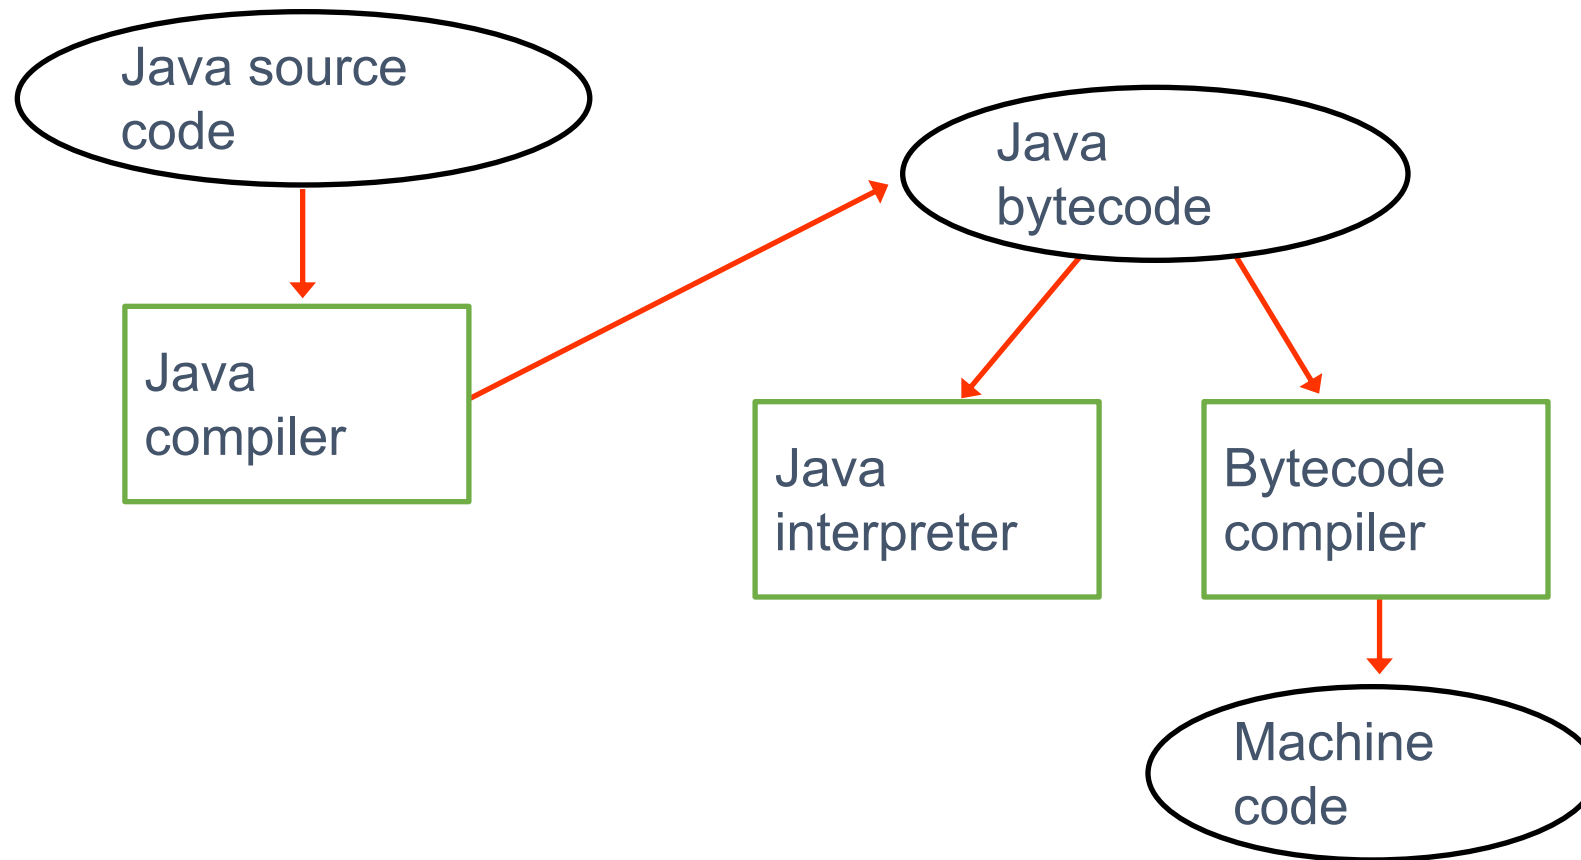 Java source
code
Java
bytecode
Java
compiler
Java
interpreter
Bytecode
compiler
Machine
code